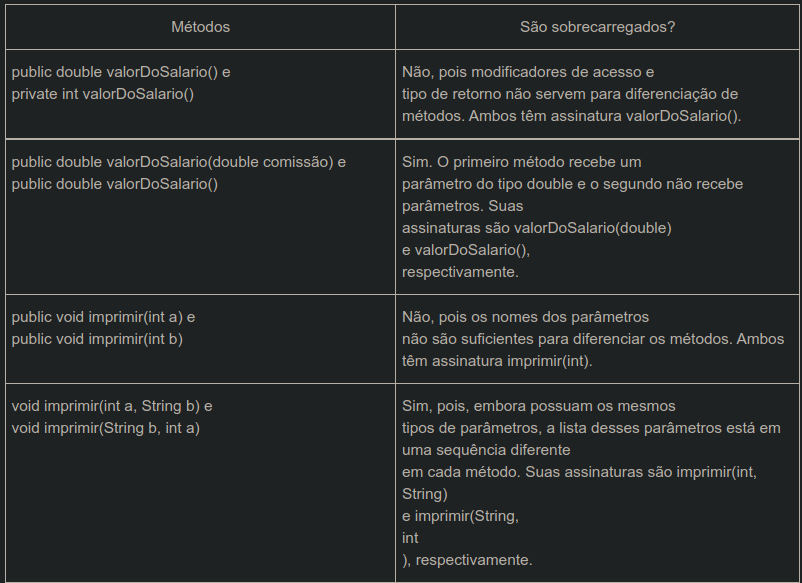 Métodos
São sobrecarregados?
public double valorDoSalario() e
private int valorDoSalario()
Não, pois modificadores de acesso e
tipo de retorno não servem para diferenciação de
métodos. Ambos têm assinatura valorDoSalario().
public double valorDoSalario(double comissão) e
public double valorDoSalario()
Sim. O primeiro método recebe um
parâmetro do tipo double e o segundo não recebe
parâmetros. Suas
assinaturas são valorDoSalario(double)
e valorDoSalario(),
respectivamente.
public void imprimir(int a) e
public void imprimir(int b)
Não, pois os nomes dos parâmetros
não são suficientes para diferenciar os métodos. Ambos
têm assinatura imprimir(int).
void imprimir(int a, String b) e
void imprimir(String b, int a)
Sim, pois, embora possuam os mesmos
tipos de parâmetros, a lista desses parâmetros está em
uma sequência diferente
em cada método. Suas assinaturas são imprimir(int,
String)
e imprimir(String,
int
), respectivamente.